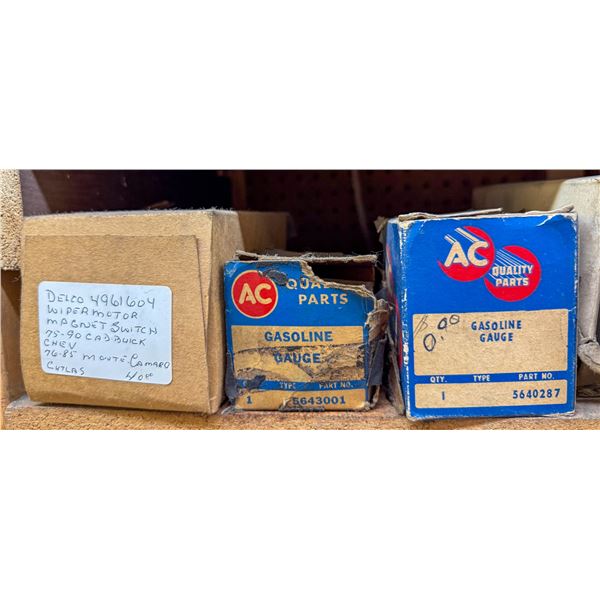 DELCO 4961604
WIPER MOTOR
MAGNET SWITCH
75-90 CAD-BUICK
CHEV
76-85 MONTE-CAMARO
CUTLAS
AC
QUALITY
PARTS
GASOLINE
GAUGE
TYPE PART NO.
1 5643001
AC
QUALITY
PARTS
GASOLINE
GAUGE
QTY. TYPE PART NO.
1 5640287